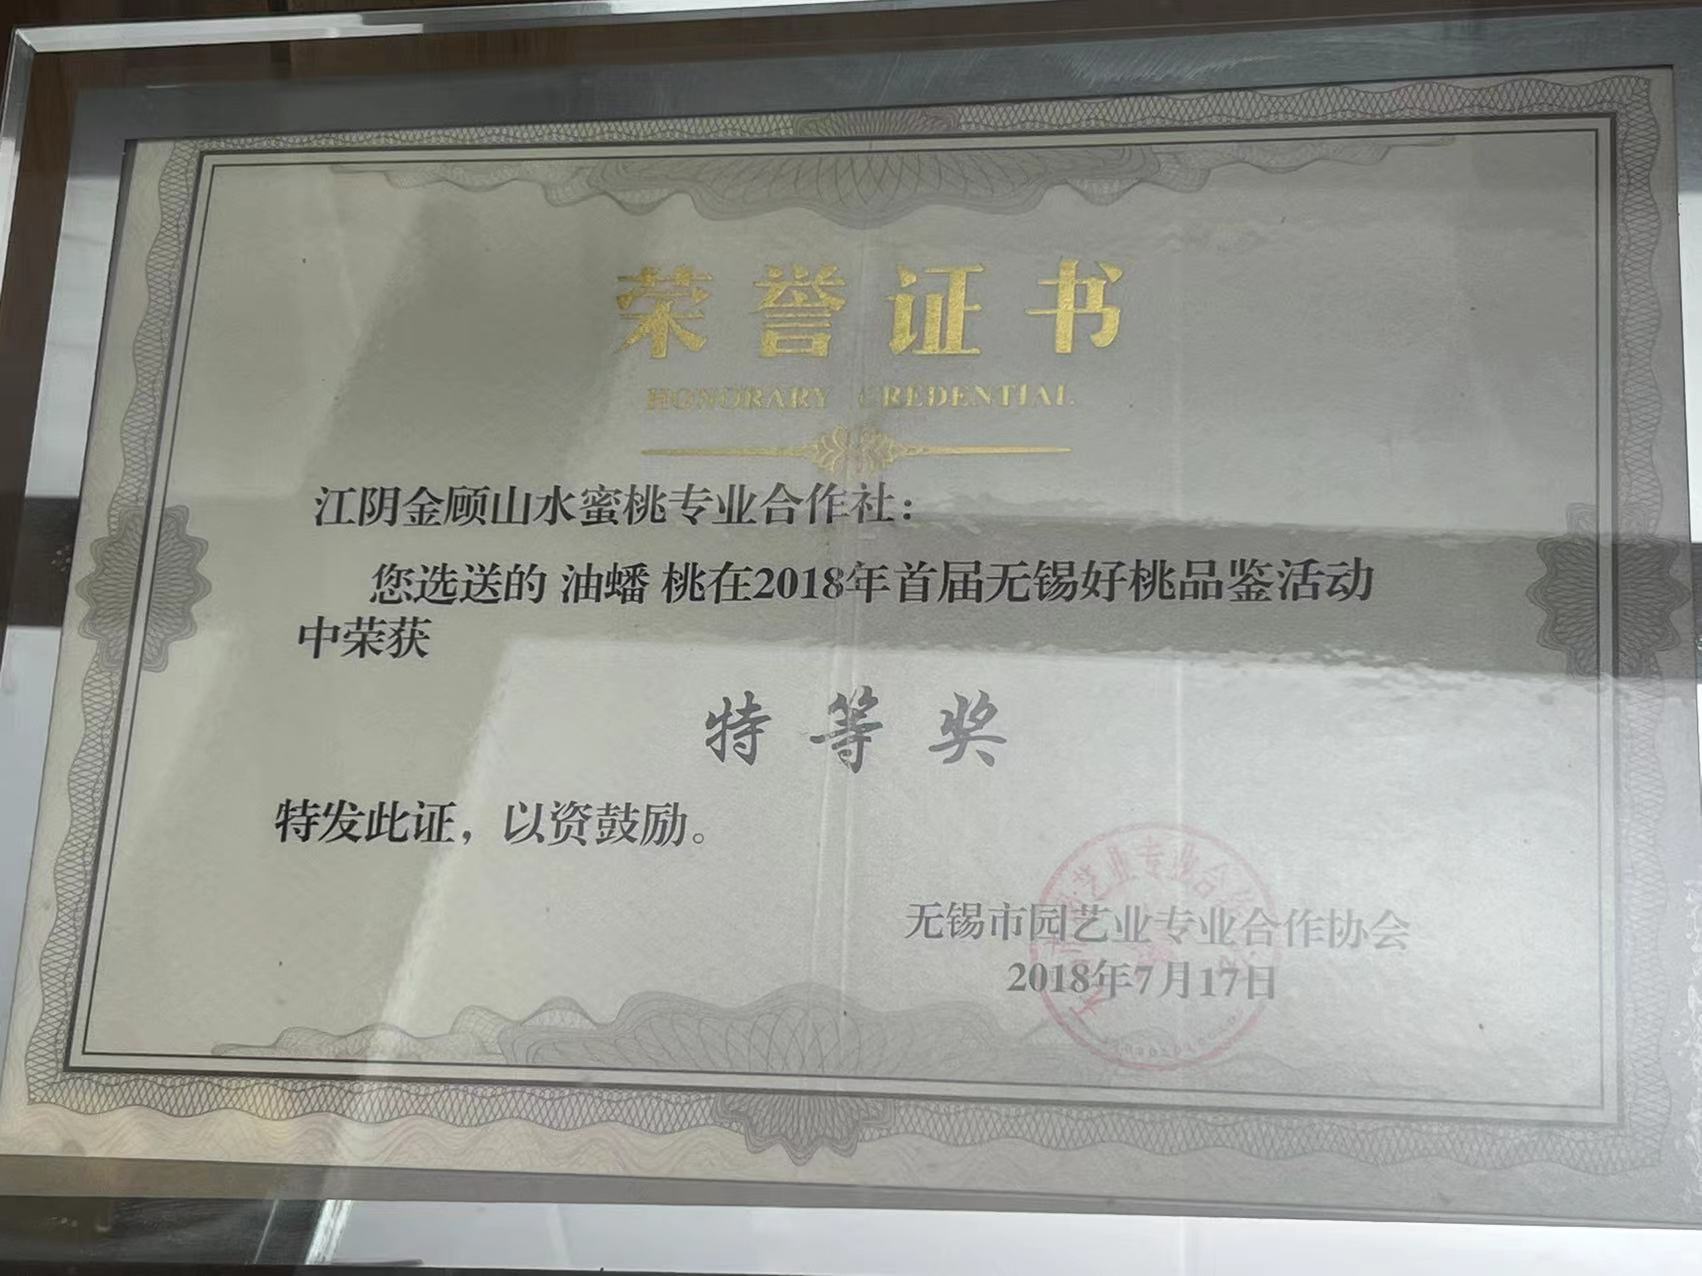 荣誉证书
HONORARY CREDENTIAL
江阴金顾山水蜜桃专业合作社：
您选送的 油蟠 桃在2018年首届无锡好桃品鉴活动
中荣获
特等奖
特发此证，以资鼓励。
无锡市园艺业专业合作协会
2018年7月17日